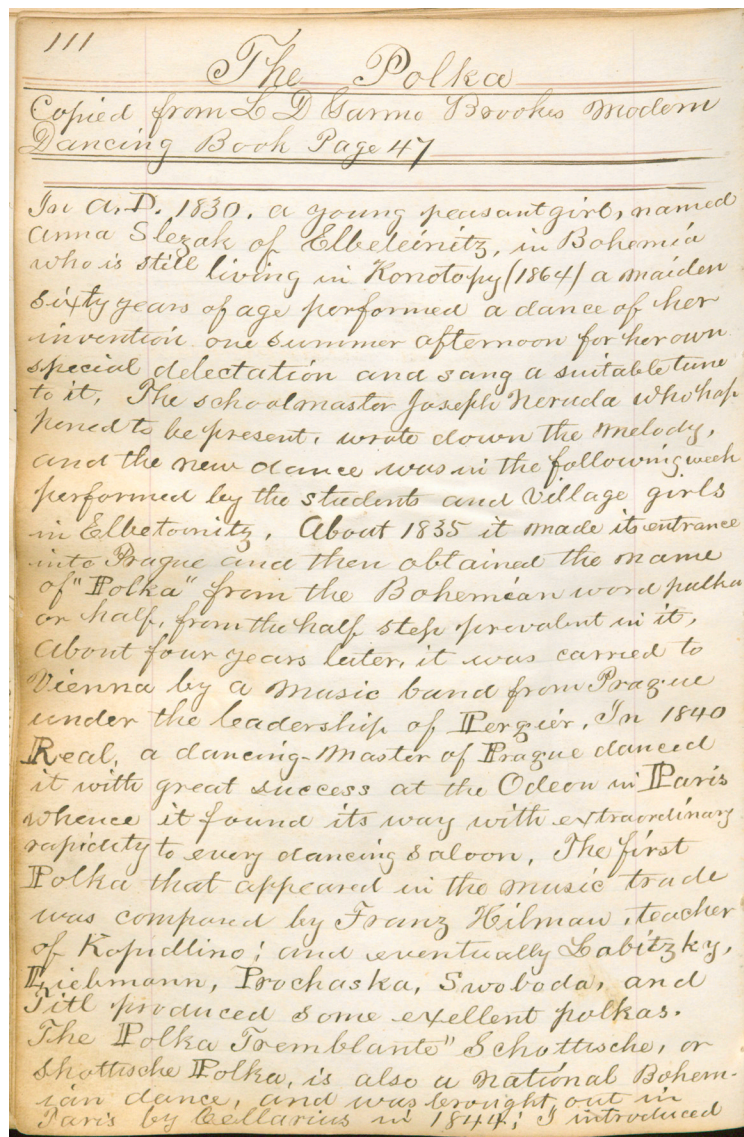 111
The Polka
Copied from L D Garmo Brookes Modern
Dancing Book Page 47
In A.D. 1830, a young peasant girl, named
Anna Slezak of Elbeleinitz, in Bohemia
who is still living in Konotopy (1864) a maiden
sixty years of age performed a dance of her
invention one summer afternoon for her own
special delectation and sang a suitable tune
to it. The schoolmaster Joseph Neruda who hap
pened to be present, wrote down the melody,
and the new dance was in the following week
performed by the students and village girls
in Elbetoinitz. About 1835 it made its entrance
into Prague and then obtained the name
of "Polka" from the Bohemian word pulka
or half, from the half step prevalent in it,
About four years later, it was carried to
Vienna by a music band from Prague
under the leadership of Pergier. In 1840
Real, a dancing-Master of Prague danced
it with great success at the Odeon in Paris
whence it found its way with extraordinary
rapidity to every dancing saloon. The first
Polka that appeared in the music trade
was composed by Franz Hilmau, teacher
of Kopidlino; and eventually Labitzky,
Liebmann, Prochaska, Swoboda, and
Titl produced some exellent polkas.
The Polka Tremblante" Schottische, or
Shottische Polka, is also a national Bohem-
ian dance, and was brought out in
Paris by Cellarius in 1844; I introduced